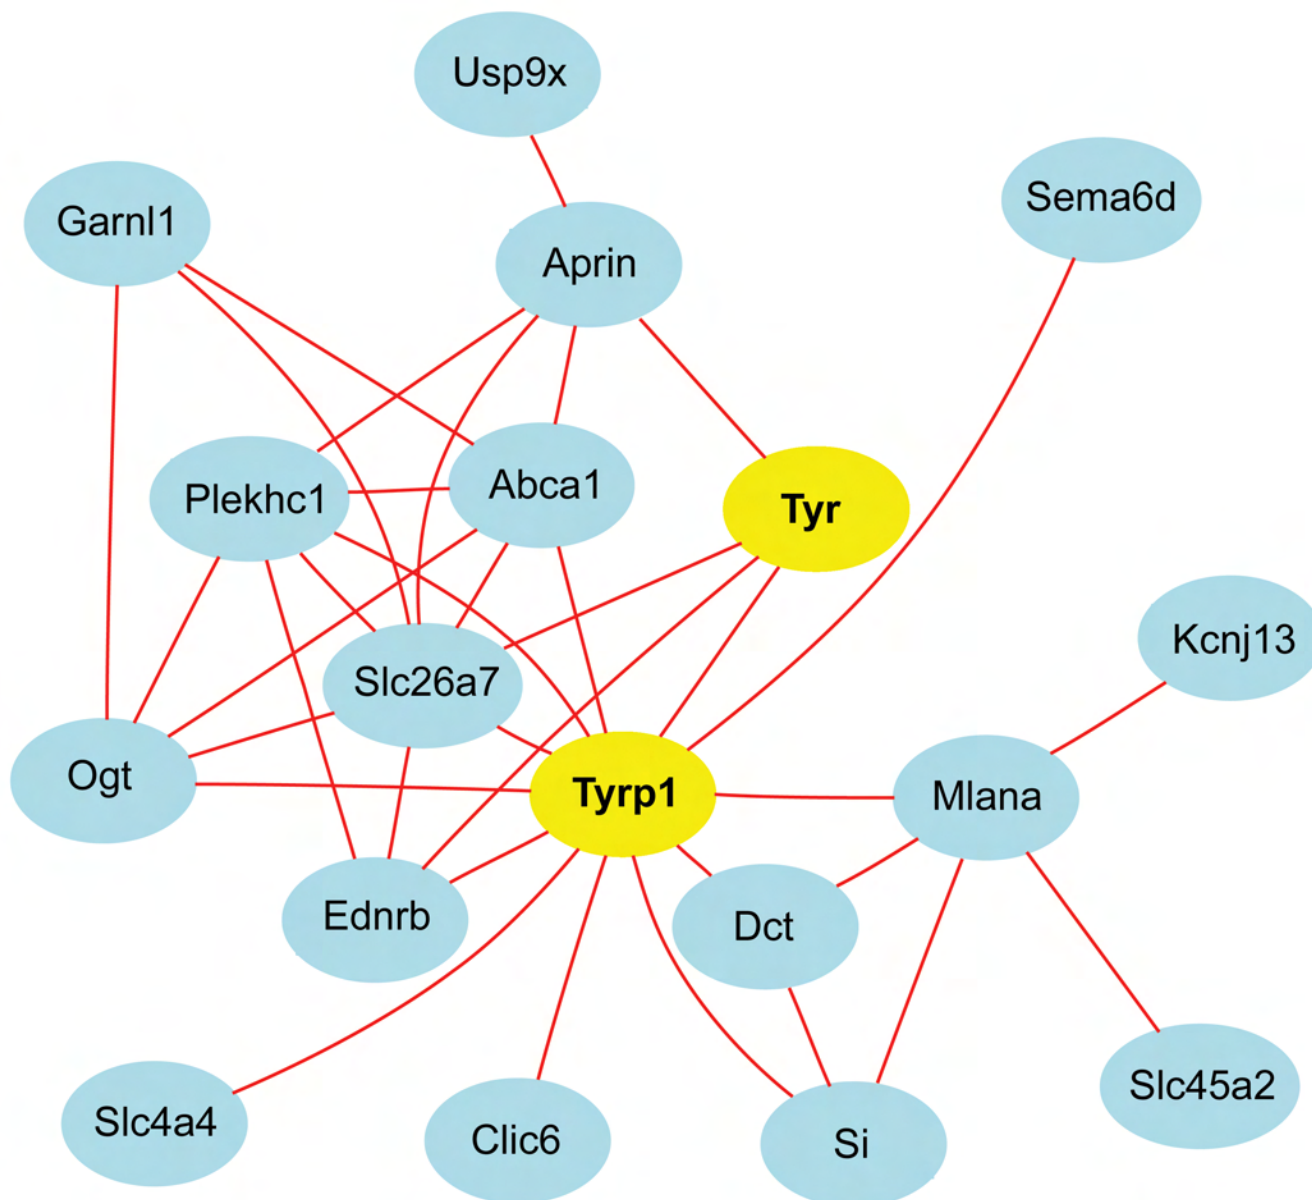 Usp9x
Sema6d
Garnl1
Aprin
Plekhc1
Abca1
Tyr
Kcnj13
Slc26a7
Ogt
Tyrp1
Mlana
Ednrb
Dct
Slc45a2
Slc4a4
Clic6
Si